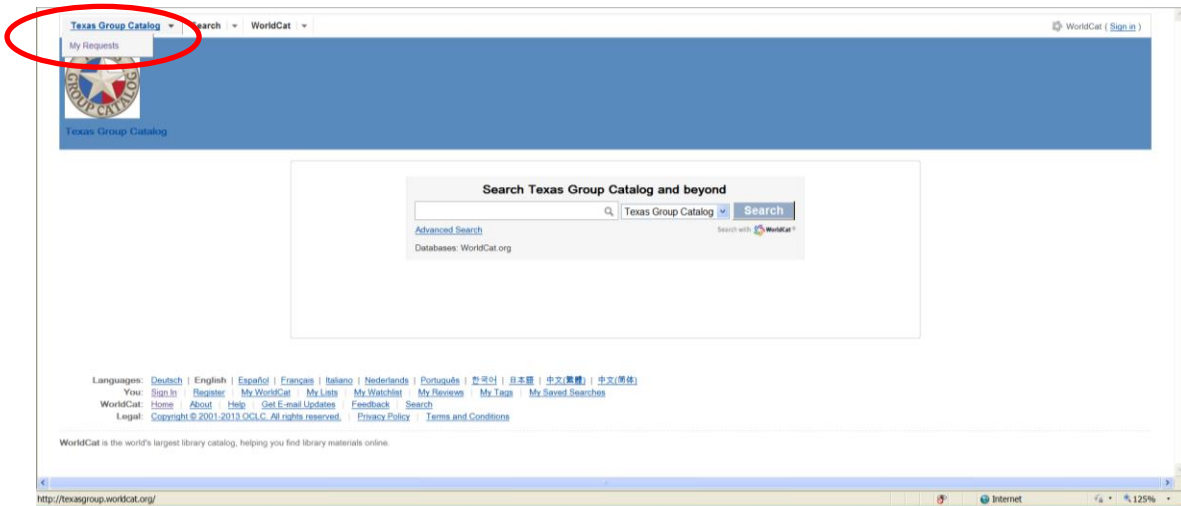 Texas Group Catalog Search WorldCat WorldCat ( Sign in )
My Requests
GROUP CATALOG
Texas Group Catalog
Search Texas Group Catalog and beyond
Texas Group Catalog Search
Advanced Search Search with WorldCat®
Databases: WorldCat.org
Languages: Deutsch | English | Español | Français | Italiano | Nederlands | Português | 한국어 | 日本語 | 中文(繁體) | 中文(简体)
You: Sign In | Register | My WorldCat | My Lists | My Watchlist | My Reviews | My Tags | My Saved Searches
WorldCat: Home | About | Help | Get E-mail Updates | Feedback | Search
Legal: Copyright © 2001-2013 OCLC. All rights reserved. | Privacy Policy | Terms and Conditions
WorldCat is the world's largest library catalog, helping you find library materials online.
http://texasgroup.worldcat.org/ Internet 125%